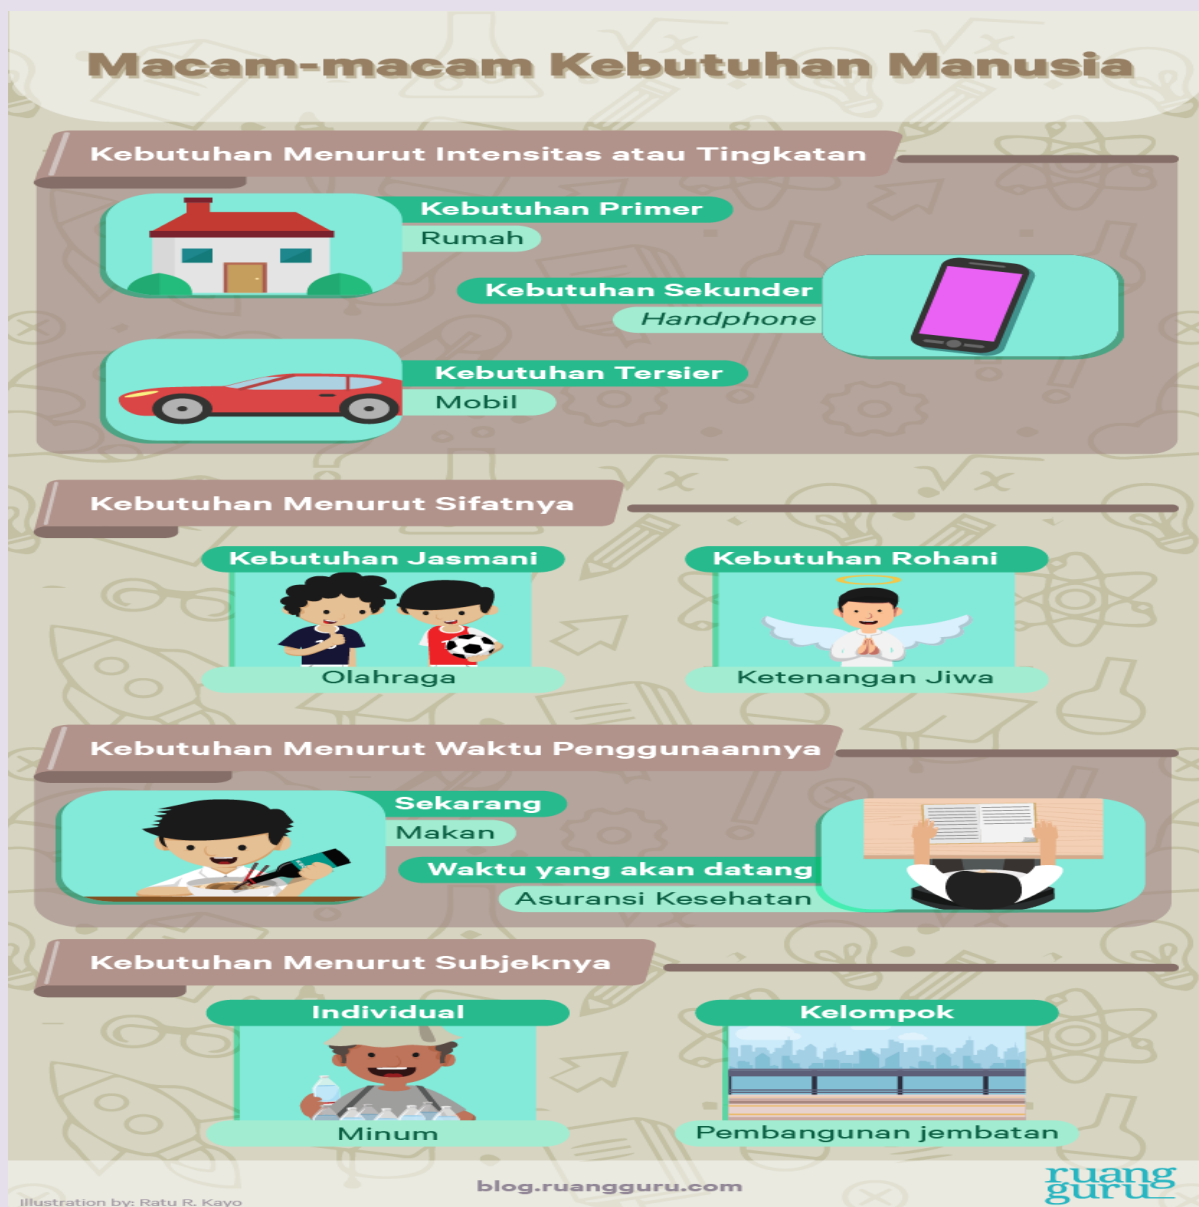 Macam-macam Kebutuhan Manusia
Kebutuhan Menurut Intensitas atau Tingkatan
Kebutuhan Primer
Rumah
Kebutuhan Sekunder
Handphone
Kebutuhan Tersier
Mobil
Kebutuhan Menurut Sifatnya
Kebutuhan Jasmani
Kebutuhan Rohani
Olahraga
Ketenangan Jiwa
Kebutuhan Menurut Waktu Penggunaannya
Sekarang
Makan
Waktu yang akan datang
Asuransi Kesehatan
Kebutuhan Menurut Subjeknya
Individual
Kelompok
Minum
Pembangunan jembatan
Illustration by: Ratu R. Kayo
blog.ruangguru.com
ruang
guru